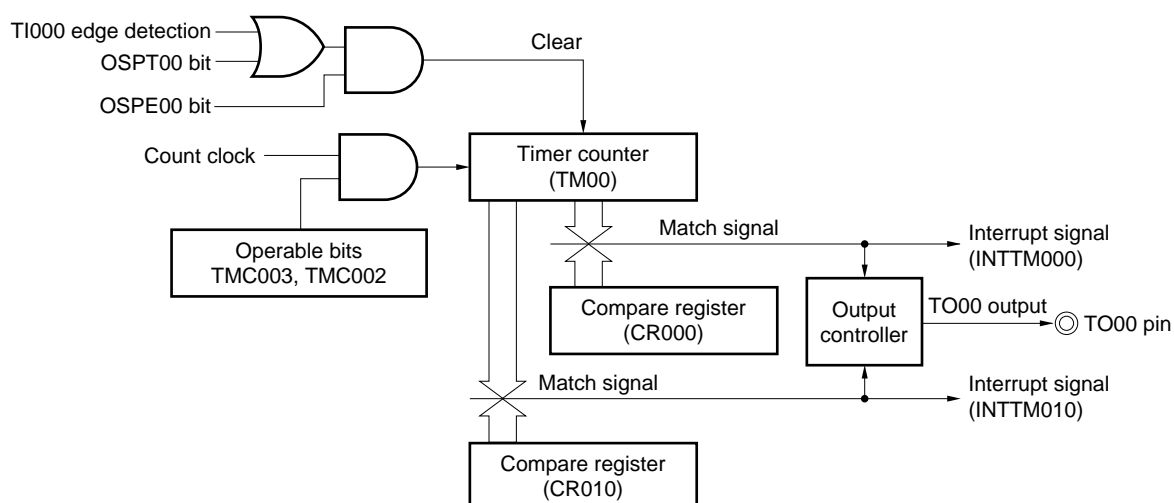 TI000 edge detection
OSPT00 bit
OSPE00 bit
Clear
Count clock
Timer counter
(TM00)
Operable bits
TMC003, TMC002
Match signal
Interrupt signal
(INTTM000)
Compare register
(CR000)
Output
controller
TO00 output
TO00 pin
Match signal
Interrupt signal
(INTTM010)
Compare register
(CR010)